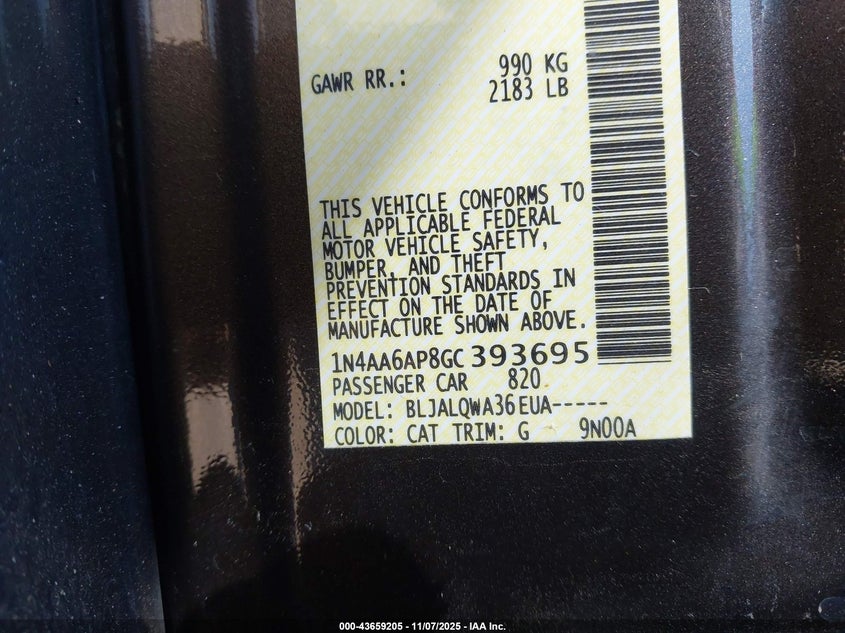 GAWR RR.: 990 KG
2183 LB
THIS VEHICLE CONFORMS TO
ALL APPLICABLE FEDERAL
MOTOR VEHICLE SAFETY,
BUMPER, AND THEFT
PREVENTION STANDARDS IN
EFFECT ON THE DATE OF
MANUFACTURE SHOWN ABOVE.
1N4AA6AP8GC393695
PASSENGER CAR 820
MODEL: BLJALQWA36EUA-----
COLOR: CAT TRIM: G 9N00A
000-43659205 - 11/07/2025 - IAA Inc.